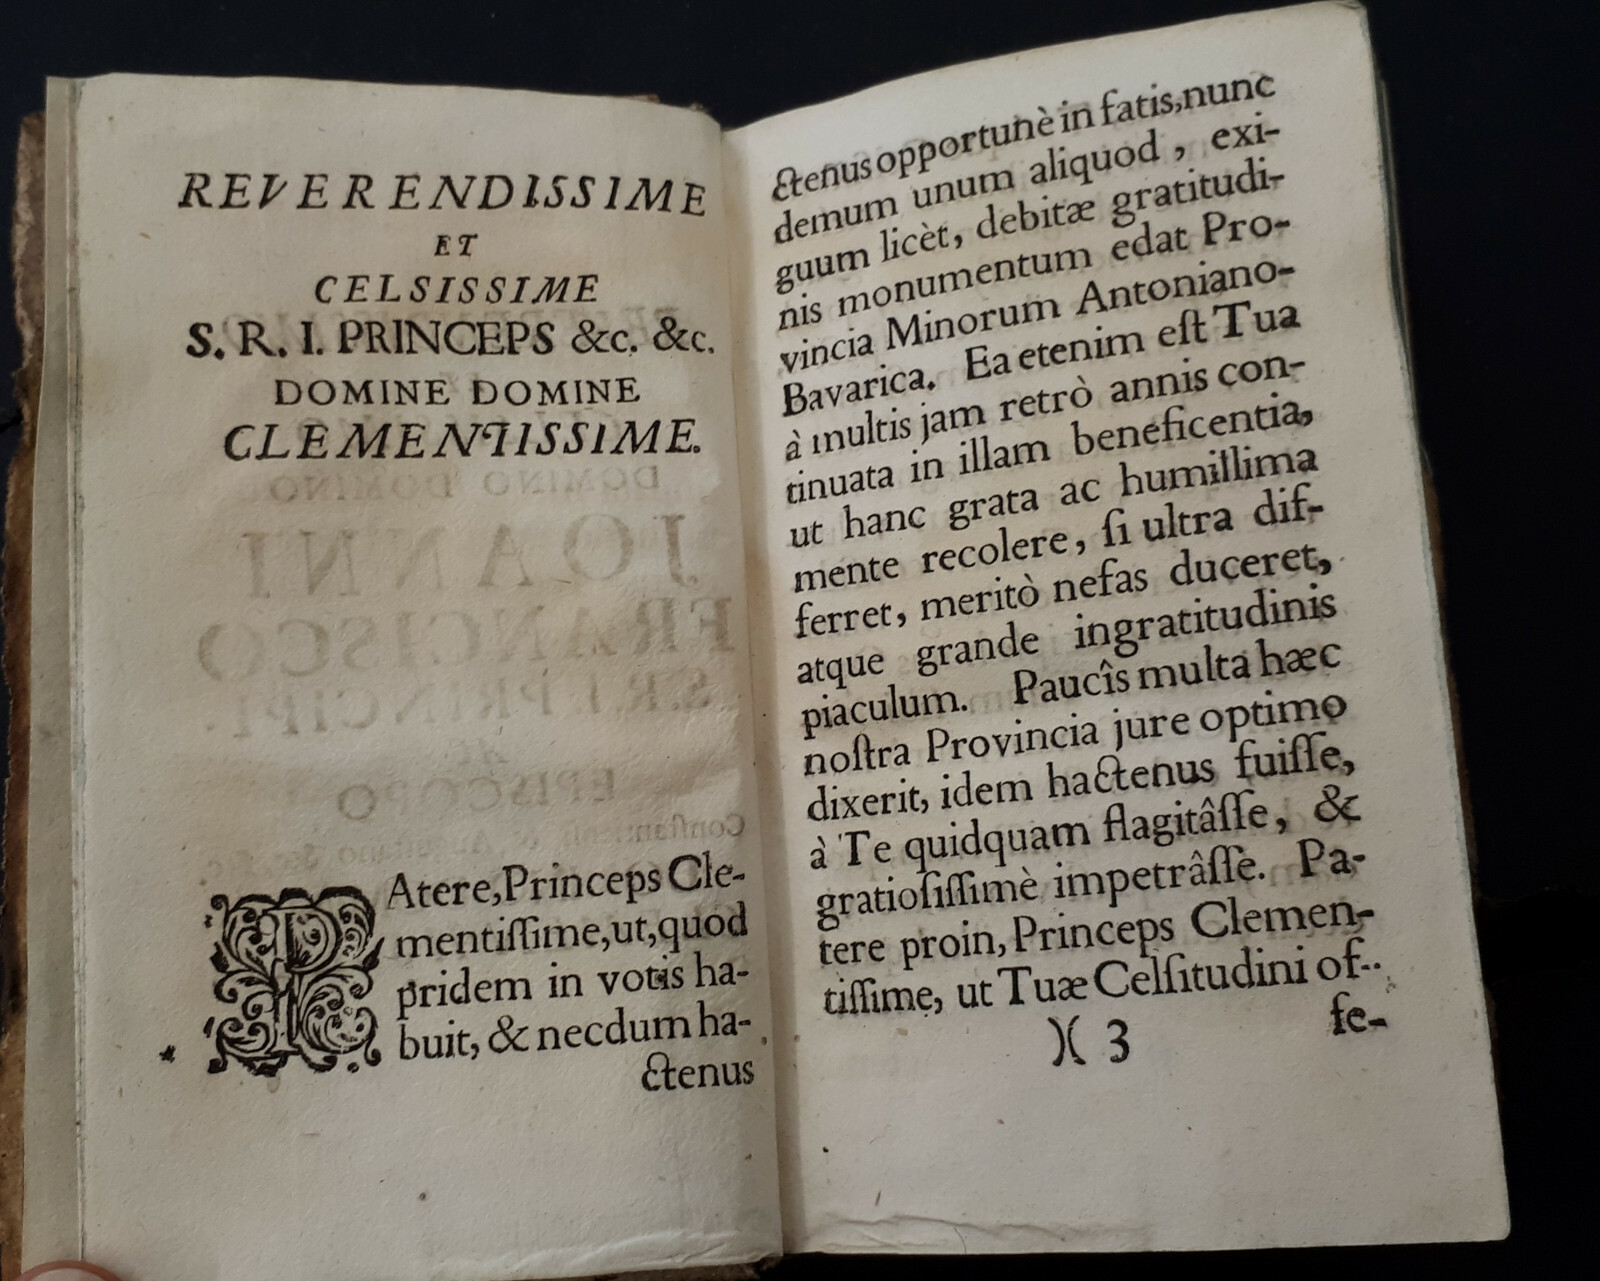 REVERENDISSIME
ET
CELSISSIME
S. R. I. PRINCEPS &c. &c.
DOMINE DOMINE
CLEMENTISSIME.
PAtere, Princeps Cle-
mentiſſime, ut, quod
pridem in votis ha-
buit, & necdum ha-
ctenus
ctenus opportunè in fatis, nunc
demum unum aliquod, exi-
guum licèt, debitæ gratitudi-
nis monumentum edat Pro-
vincia Minorum Antoniano-
Bavarica. Ea etenim eſt Tua
à multis jam retrò annis con-
tinuata in illam beneficentia,
ut hanc grata ac humillima
mente recolere, ſi ultra dif-
ferret, meritò nefas duceret,
atque grande ingratitudinis
piaculum. Paucîs multa hæc
noſtra Provincia jure optimo
dixerit, idem hactenus fuiſſe,
à Te quidquam flagitâſſe, &
gratioſiſſimè impetrâſſe. Pa-
tere proin, Princeps Clemen-
tiſſime, ut Tuæ Celſitudini of-
)( 3 fe-